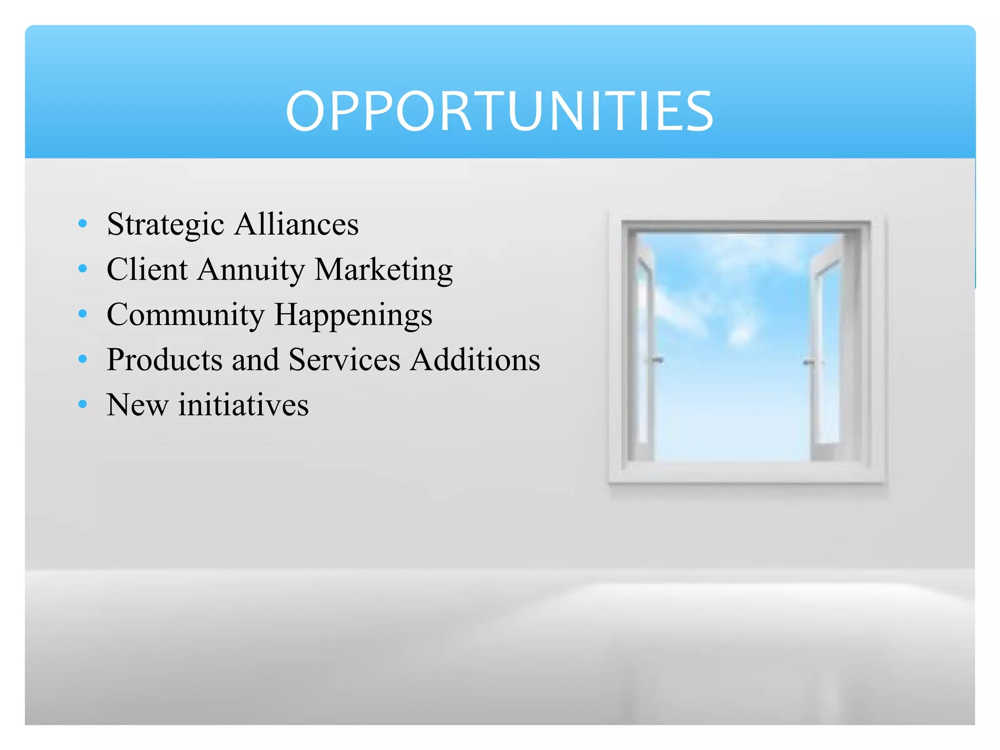 OPPORTUNITIES
• Strategic Alliances
• Client Annuity Marketing
• Community Happenings
• Products and Services Additions
• New initiatives